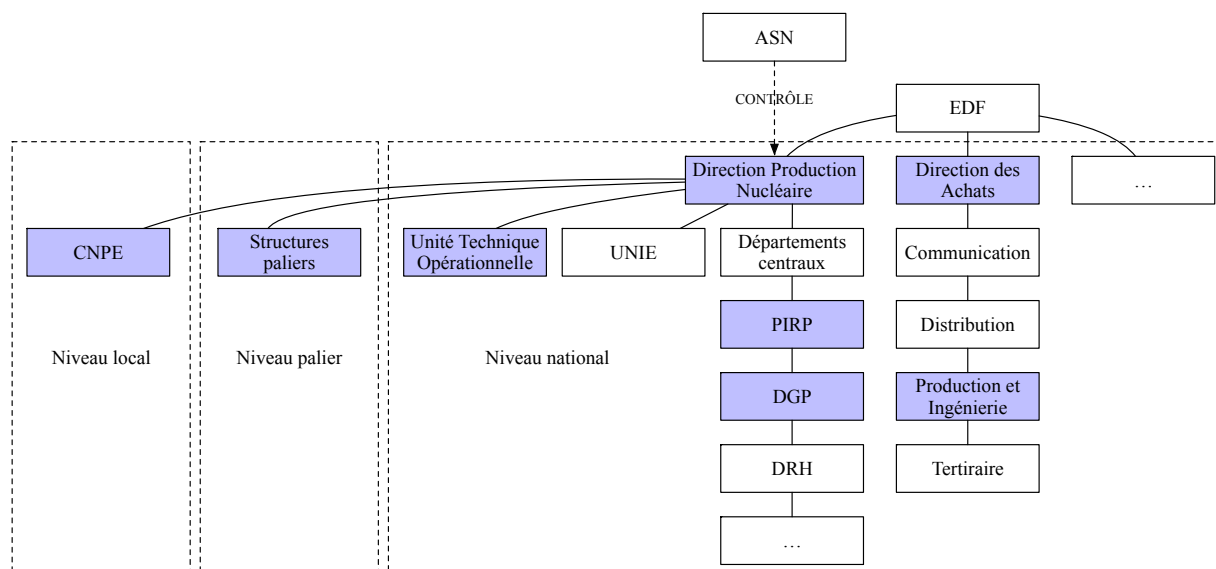 ASN
CONTRÔLE
EDF
Direction Production
Nucléaire
Direction des
Achats
…
CNPE
Structures
paliers
Unité Technique
Opérationnelle
UNIE
Départements
centraux
Communication
PIRP
Distribution
Niveau local
Niveau palier
Niveau national
DGP
Production et
Ingénierie
DRH
Tertiraire
…